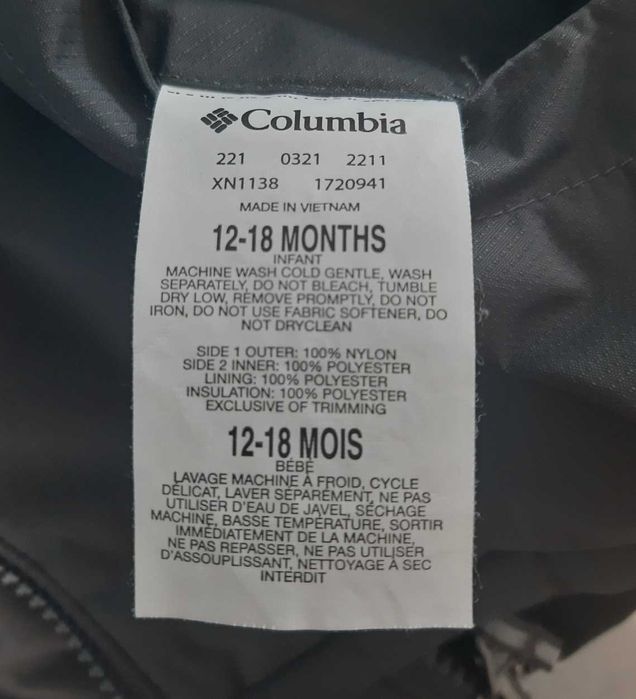 Columbia
221 0321 2211
XN1138 1720941
MADE IN VIETNAM
12-18 MONTHS
INFANT
MACHINE WASH COLD GENTLE, WASH
SEPARATELY, DO NOT BLEACH, TUMBLE
DRY LOW, REMOVE PROMPTLY, DO NOT
IRON, DO NOT USE FABRIC SOFTENER, DO
NOT DRYCLEAN
SIDE 1 OUTER: 100% NYLON
SIDE 2 INNER: 100% POLYESTER
LINING: 100% POLYESTER
INSULATION: 100% POLYESTER
EXCLUSIVE OF TRIMMING
12-18 MOIS
BÉBÉ
LAVAGE MACHINE À FROID, CYCLE
DÉLICAT, LAVER SÉPARÉMENT, NE PAS
UTILISER D'EAU DE JAVEL, SÉCHAGE
MACHINE, BASSE TEMPÉRATURE, SORTIR
IMMÉDIATEMENT DE LA MACHINE,
NE PAS REPASSER, NE PAS UTILISER
D'ASSOUPLISSANT, NETTOYAGE À SEC
INTERDIT